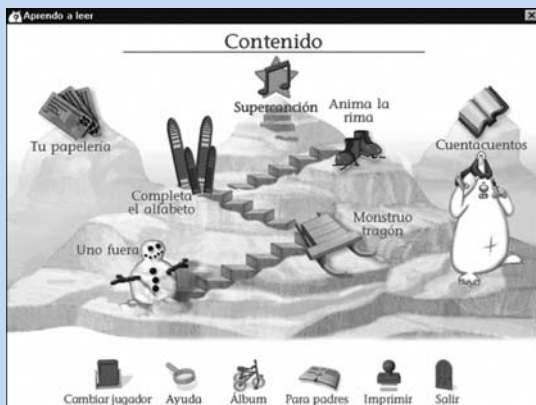 Aprendo a leer
Contenido
Supercanción
Anima la
rima
Tu papelería
Cuentacuentos
Completa
el alfabeto
Monstruo
tragón
Uno fuera
Cambiar jugador
Ayuda
Álbum
Para padres
Imprimir
Salir